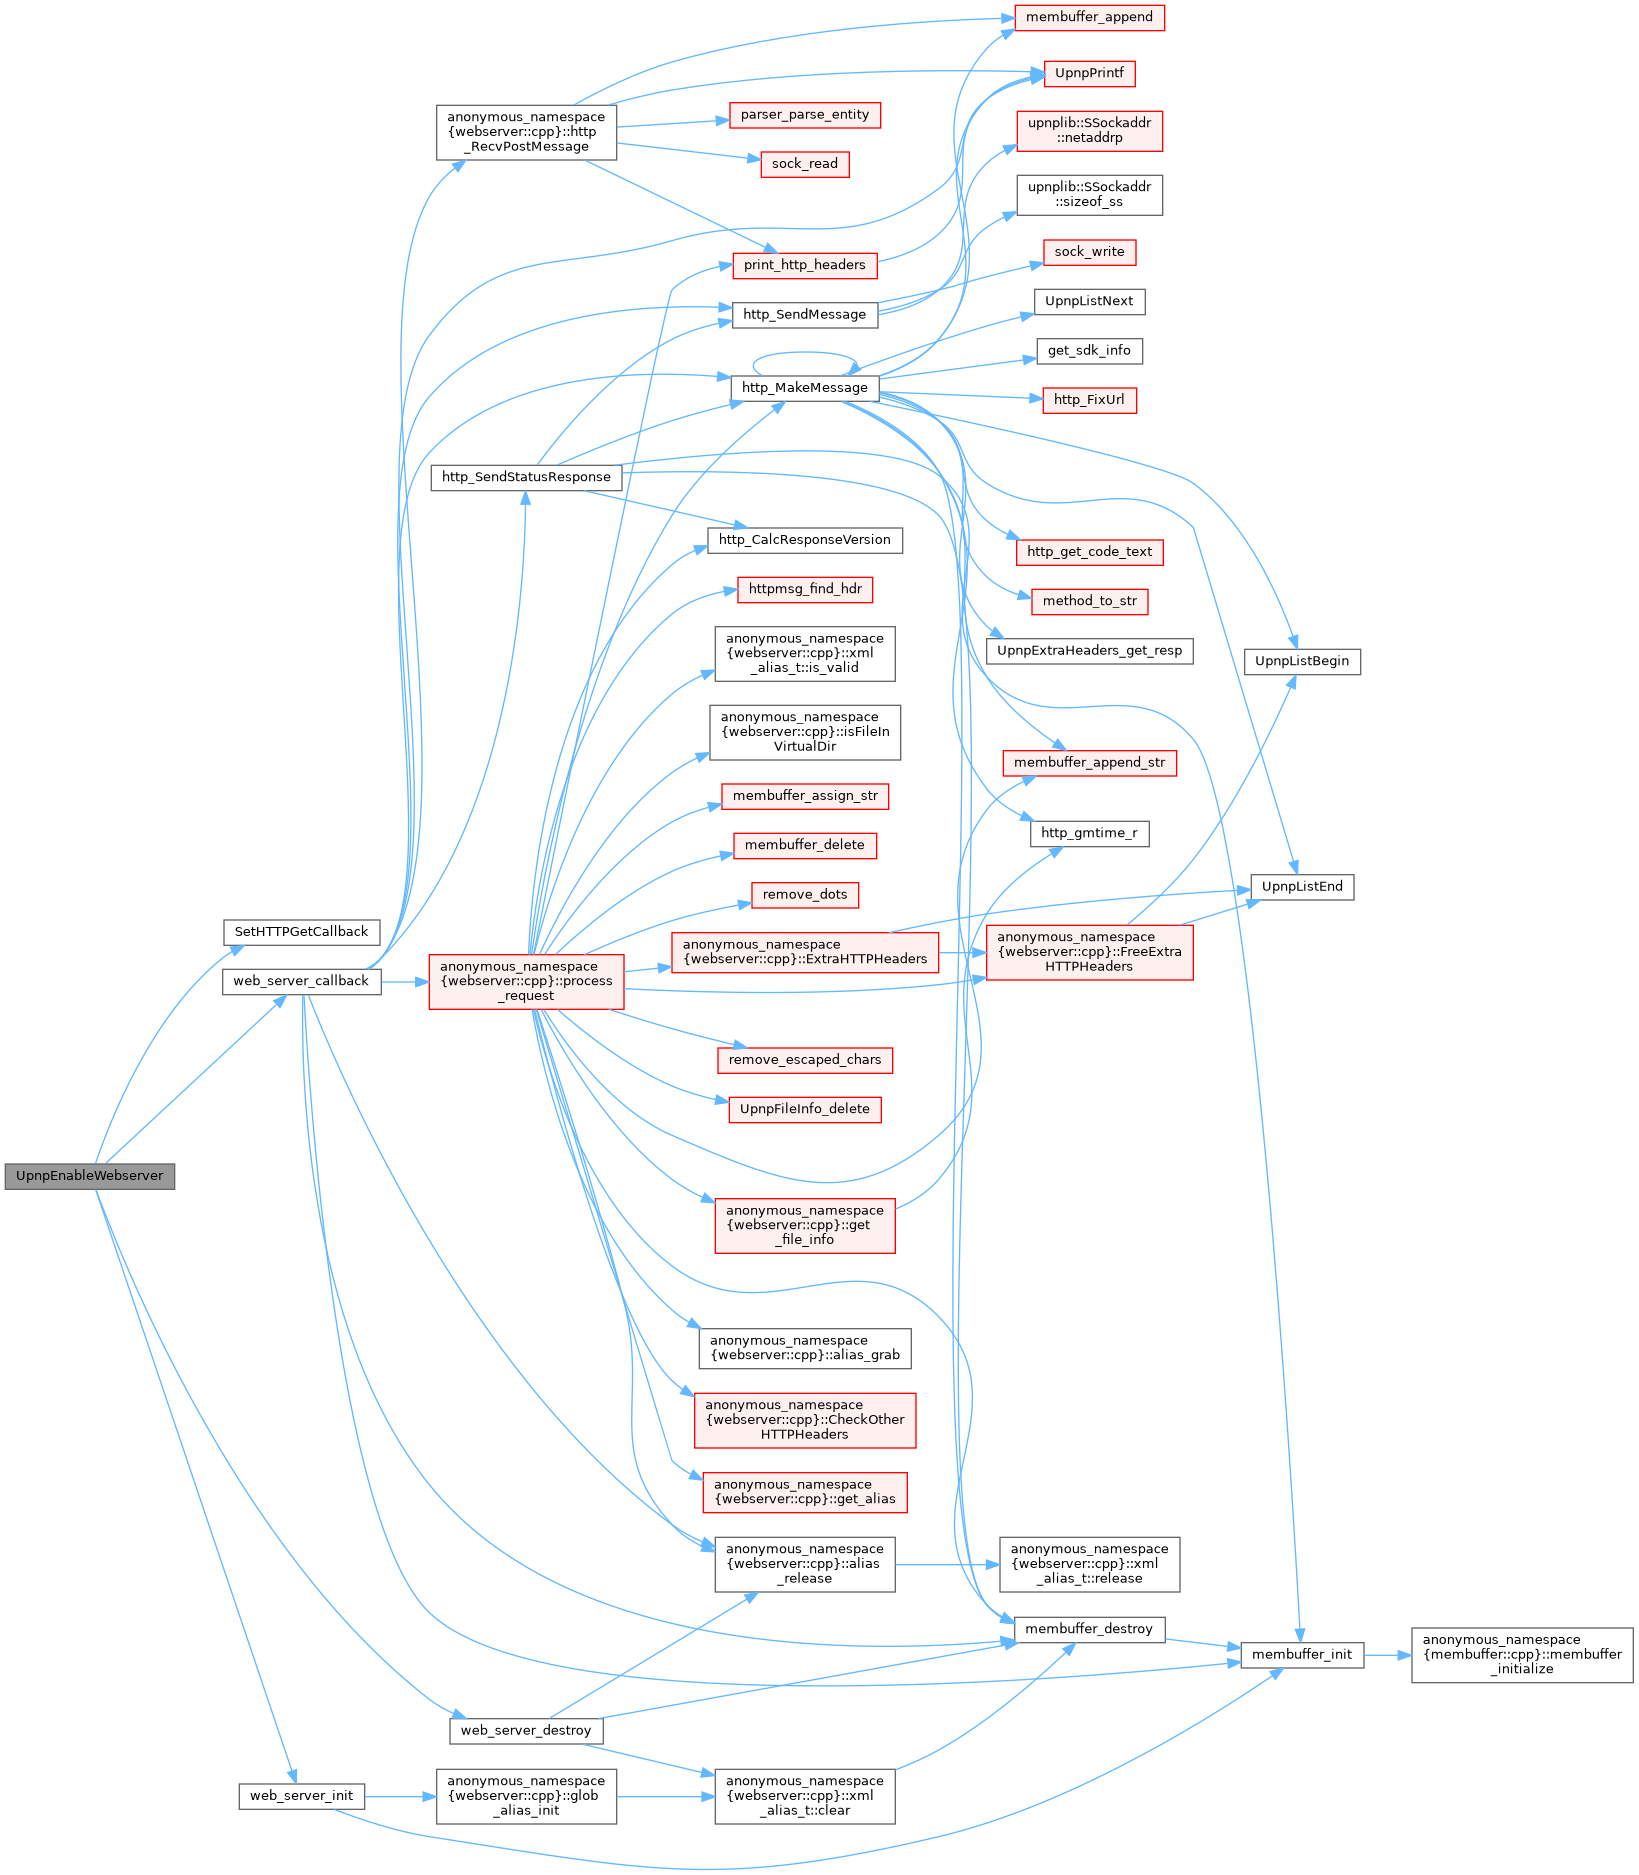 membuffer_append
UpnpPrintf
anonymous_namespace
{webserver::cpp}::http
_RecvPostMessage
parser_parse_entity
upnplib::SSockaddr
::netaddrp
sock_read
upnplib::SSockaddr
::sizeof_ss
sock_write
print_http_headers
UpnpListNext
http_SendMessage
get_sdk_info
http_MakeMessage
http_FixUrl
http_SendStatusResponse
http_CalcResponseVersion
http_get_code_text
httpmsg_find_hdr
method_to_str
anonymous_namespace
{webserver::cpp}::xml
_alias_t::is_valid
UpnpExtraHeaders_get_resp
UpnpListBegin
anonymous_namespace
{webserver::cpp}::isFileIn
VirtualDir
membuffer_append_str
membuffer_assign_str
http_gmtime_r
membuffer_delete
UpnpListEnd
remove_dots
SetHTTPGetCallback
anonymous_namespace
{webserver::cpp}::ExtraHTTPHeaders
anonymous_namespace
{webserver::cpp}::FreeExtra
HTTPHeaders
web_server_callback
anonymous_namespace
{webserver::cpp}::process
_request
remove_escaped_chars
UpnpFileInfo_delete
UpnpEnableWebserver
anonymous_namespace
{webserver::cpp}::get
_file_info
anonymous_namespace
{webserver::cpp}::alias_grab
anonymous_namespace
{webserver::cpp}::CheckOther
HTTPHeaders
anonymous_namespace
{webserver::cpp}::get_alias
anonymous_namespace
{webserver::cpp}::alias
_release
anonymous_namespace
{webserver::cpp}::xml
_alias_t::release
membuffer_destroy
membuffer_init
anonymous_namespace
{membuffer::cpp}::membuffer
_initialize
web_server_destroy
web_server_init
anonymous_namespace
{webserver::cpp}::glob
_alias_init
anonymous_namespace
{webserver::cpp}::xml
_alias_t::clear